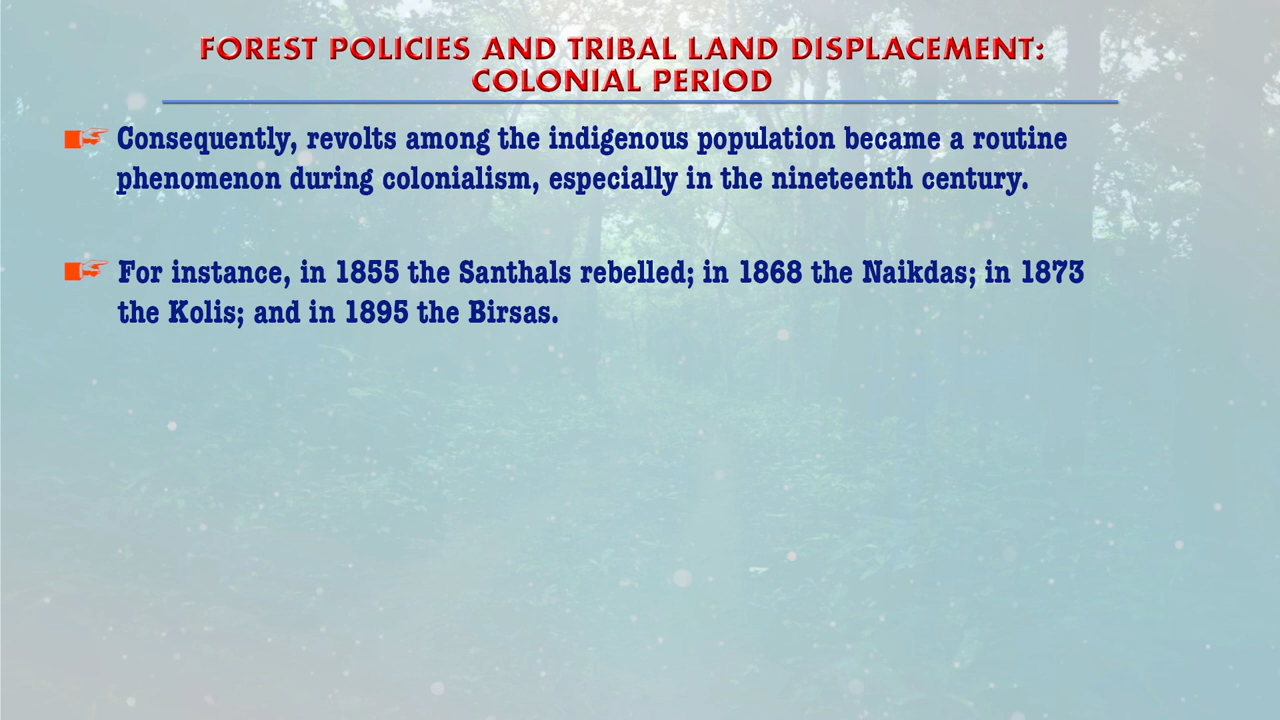 FOREST POLICIES AND TRIBAL LAND DISPLACEMENT:
COLONIAL PERIOD
Consequently, revolts among the indigenous population became a routine
phenomenon during colonialism, especially in the nineteenth century.
For instance, in 1855 the Santhals rebelled; in 1868 the Naikdas; in 1873
the Kolis; and in 1895 the Birsas.